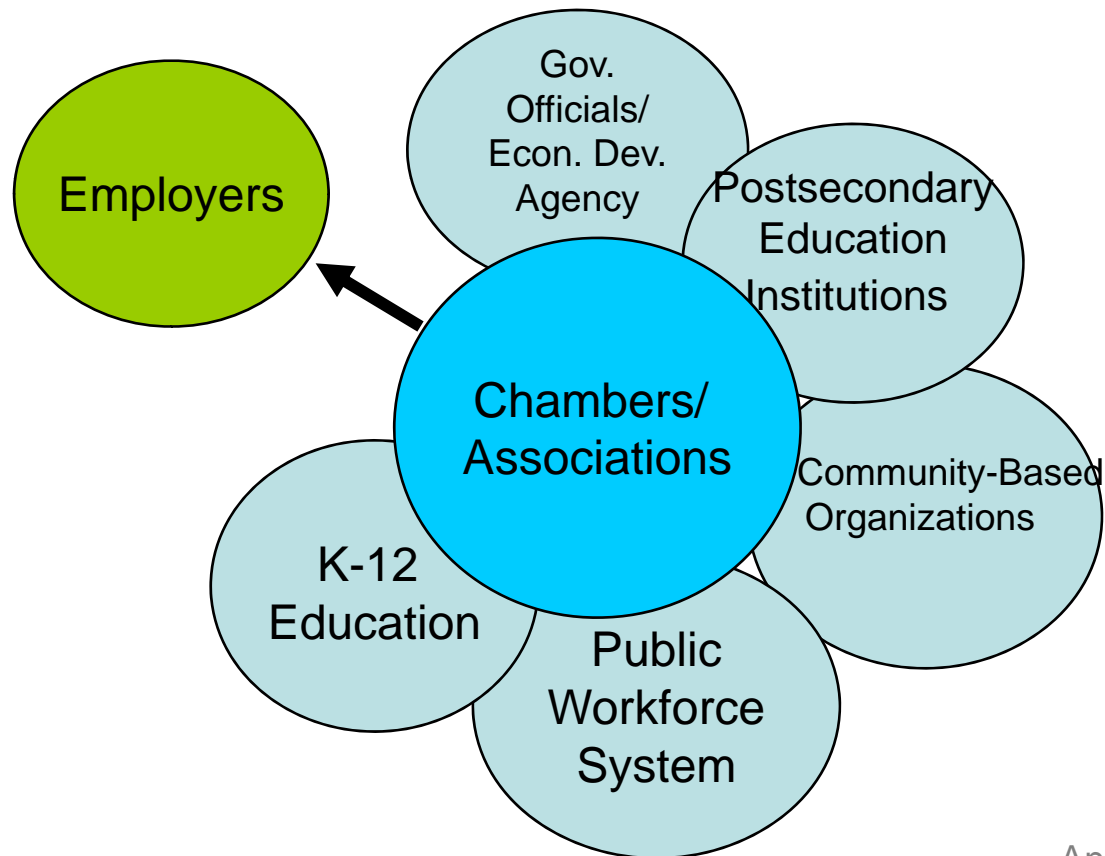 Gov.
Officials/
Econ. Dev.
Agency
Employers
Postsecondary
Education
Institutions
Chambers/
Associations
Community-Based
Organizations
K-12
Education
Public
Workforce
System